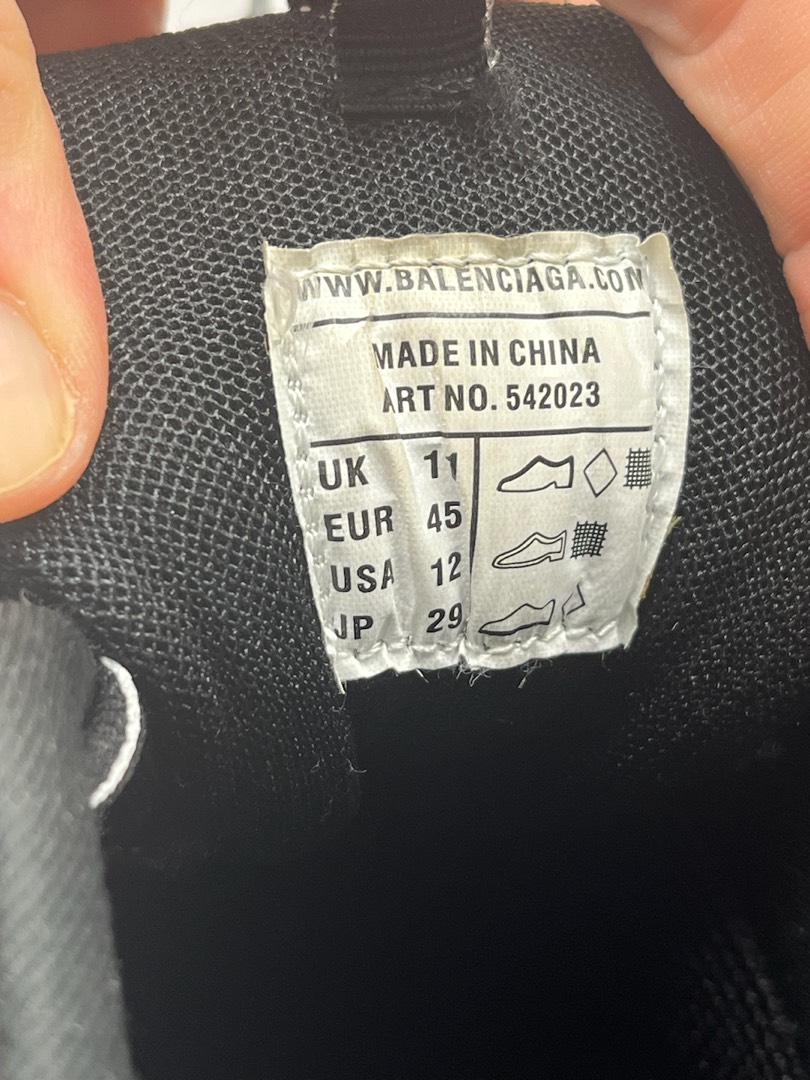 WWW.BALENCIAGA.COM
MADE IN CHINA
ART NO. 542023
UK 11
EUR 45
USA 12
JP 29